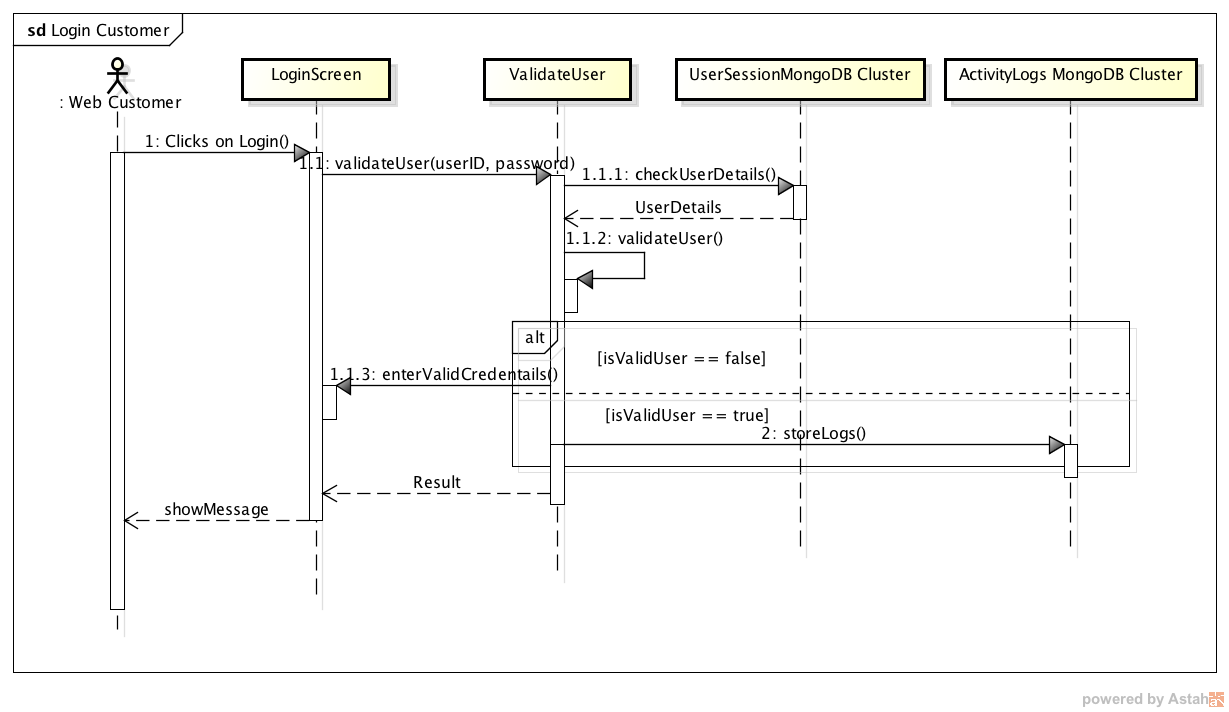 sd Login Customer
: Web Customer
LoginScreen
ValidateUser
UserSessionMongoDB Cluster
ActivityLogs MongoDB Cluster
1: Clicks on Login()
1.1: validateUser(userID, password)
1.1.1: checkUserDetails()
UserDetails
1.1.2: validateUser()
alt
[isValidUser == false]
1.1.3: enterValidCredentails()
[isValidUser == true]
2: storeLogs()
Result
showMessage
powered by Astah